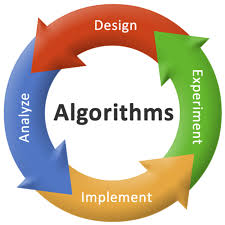 Design
Analyze
Algorithms
Experiment
Implement